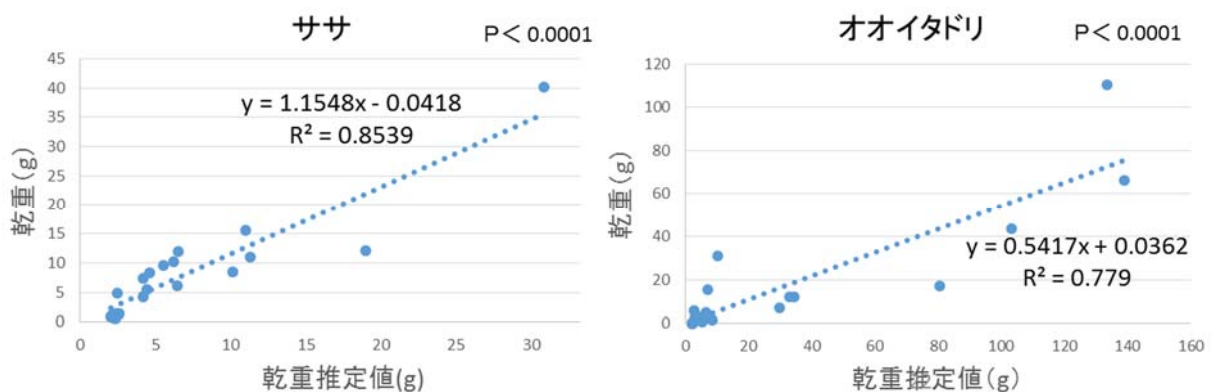 ササ
P< 0.0001
45
40
35
30
25
20
15
10
5
0
y = 1.1548x - 0.0418
R² = 0.8539
乾重(g)
0 5 10 15 20 25 30
乾重推定値(g)
オオイタドリ
P< 0.0001
120
100
80
60
40
20
0
y = 0.5417x + 0.0362
R² = 0.779
乾重(g)
0 20 40 60 80 100 120 140 160
乾重推定値(g)